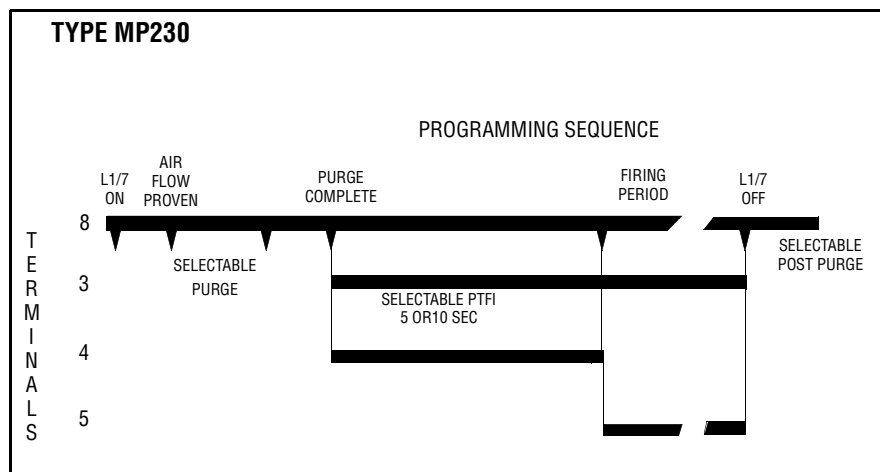 TYPE MP230
PROGRAMMING SEQUENCE
L1/7
ON
AIR
FLOW
PROVEN
PURGE
COMPLETE
FIRING
PERIOD
L1/7
OFF
8
SELECTABLE
PURGE
SELECTABLE
POST PURGE
3
SELECTABLE PTFI
5 OR10 SEC
4
5
TERMINALS